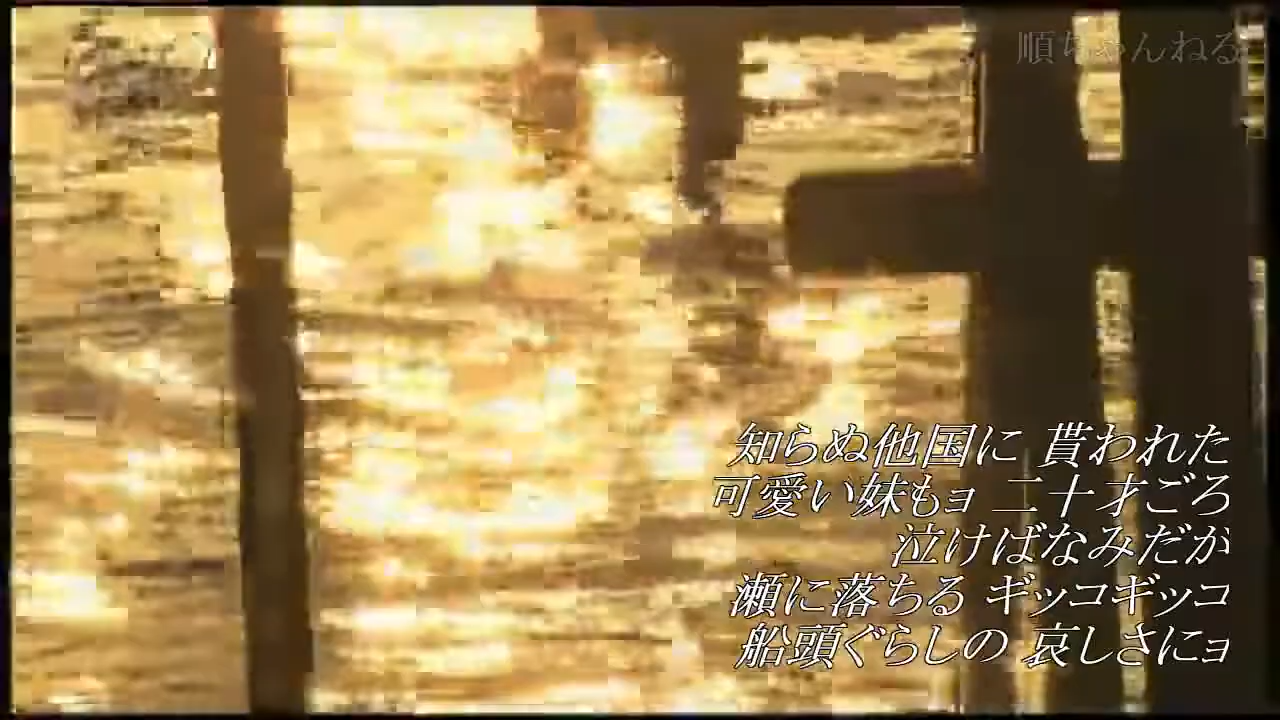 順ちゃんねる
知らぬ他国に 貰われた
可愛い妹もョ 二十才ごろ
泣けばなみだが
瀬に落ちる ギッコギッコ
船頭ぐらしの 哀しさにョ